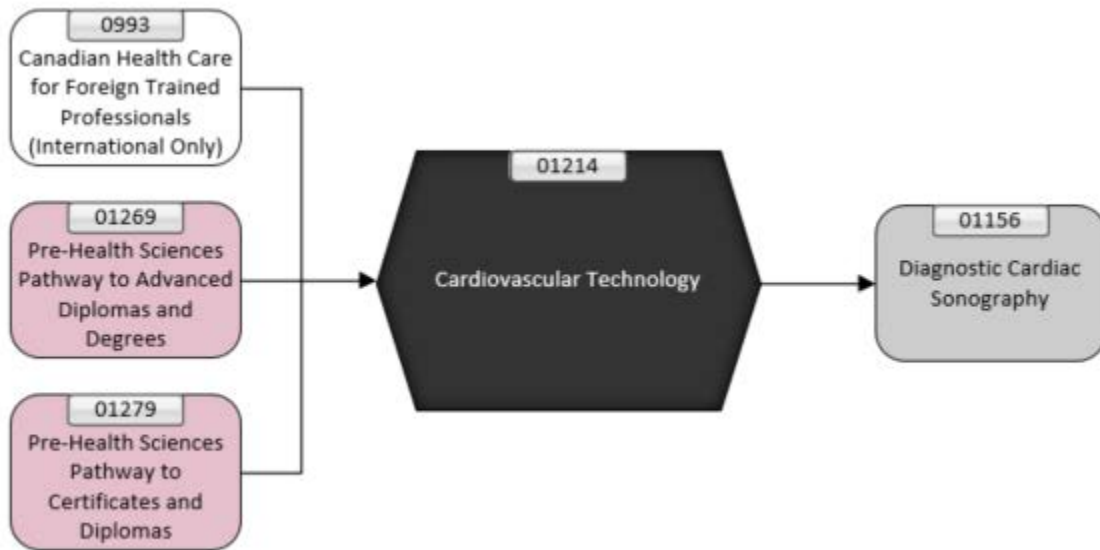 0993
Canadian Health Care
for Foreign Trained
Professionals
(International Only)
01269
Pre-Health Sciences
Pathway to Advanced
Diplomas and
Degrees
01279
Pre-Health Sciences
Pathway to
Certificates and
Diplomas
01214
Cardiovascular Technology
01156
Diagnostic Cardiac
Sonography